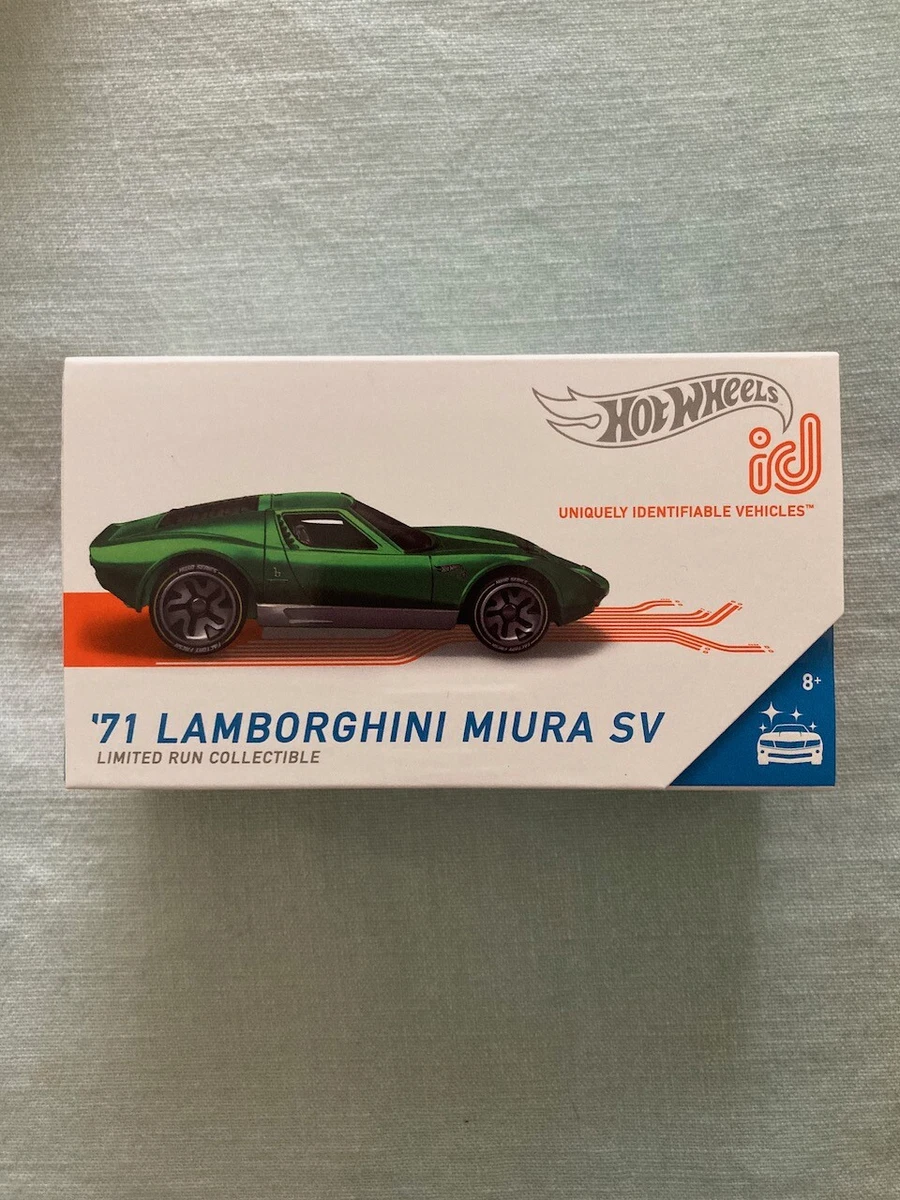 HOT WHEELS
id
UNIQUELY IDENTIFIABLE VEHICLES™
'71 LAMBORGHINI MIURA SV
LIMITED RUN COLLECTIBLE
8+